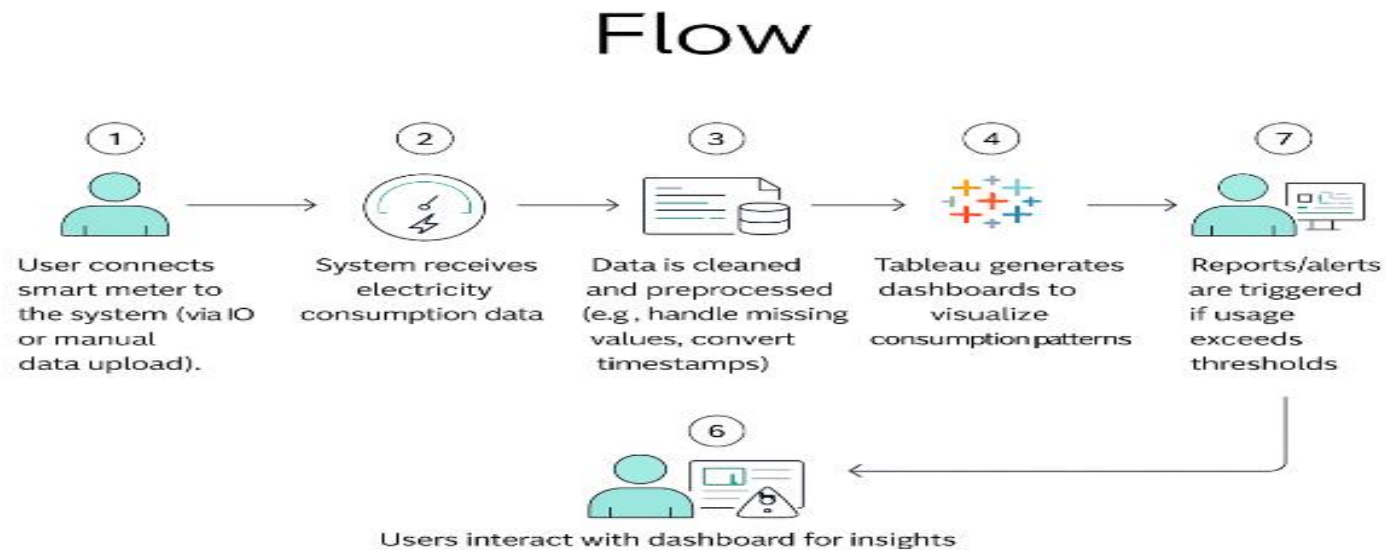 Flow
1
User connects
smart meter to
the system (via IO
or manual
data upload).
2
System receives
electricity
consumption data
3
Data is cleaned
and preprocessed
(e.g., handle missing
values, convert
timestamps)
4
Tableau generates
dashboards to
visualize
consumption patterns
7
Reports/alerts
are triggered
if usage
exceeds
thresholds
6
Users interact with dashboard for insights